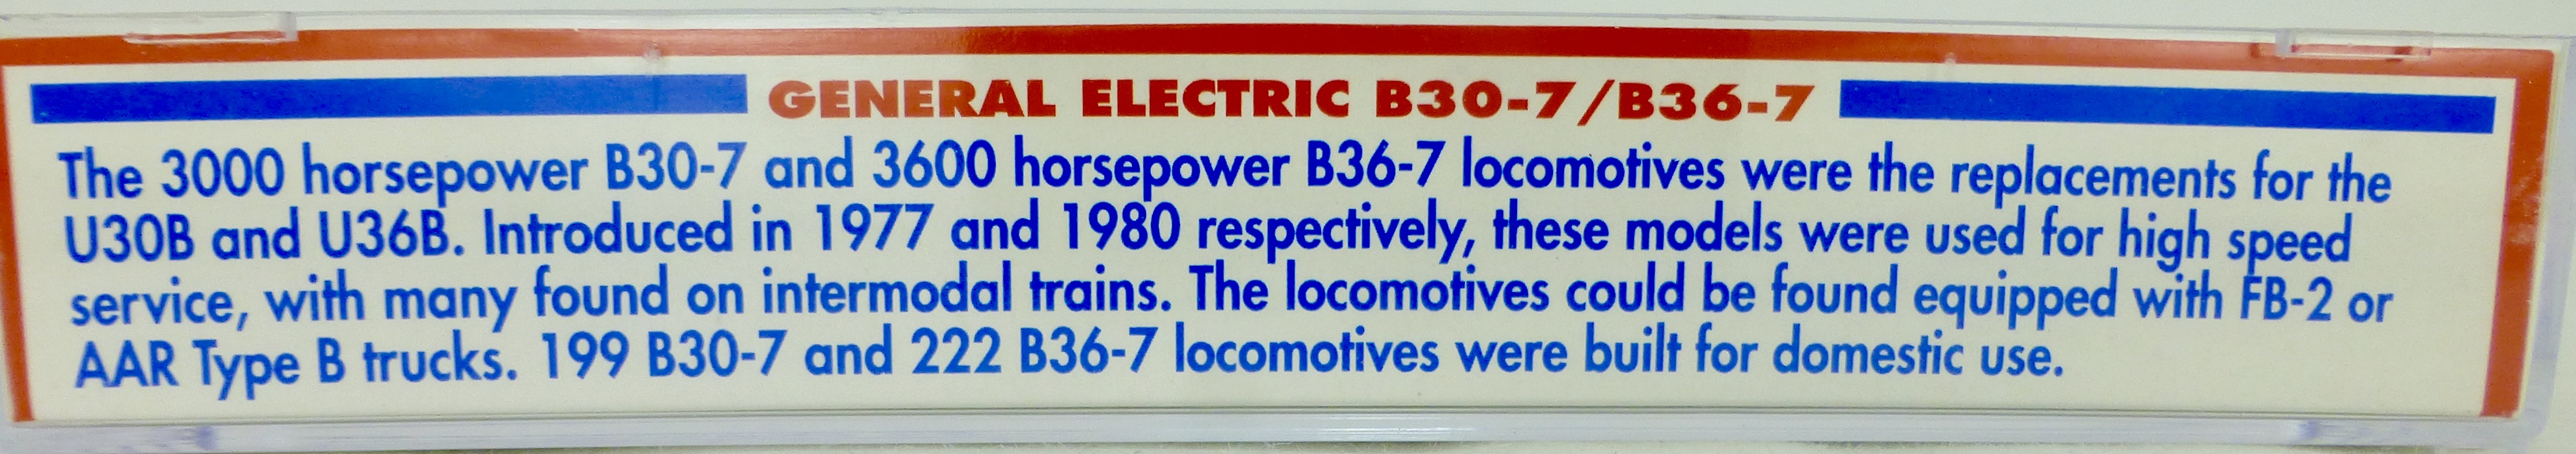 GENERAL ELECTRIC B30-7/B36-7
The 3000 horsepower B30-7 and 3600 horsepower B36-7 locomotives were the replacements for the
U30B and U36B. Introduced in 1977 and 1980 respectively, these models were used for high speed
service, with many found on intermodal trains. The locomotives could be found equipped with FB-2 or
AAR Type B trucks. 199 B30-7 and 222 B36-7 locomotives were built for domestic use.